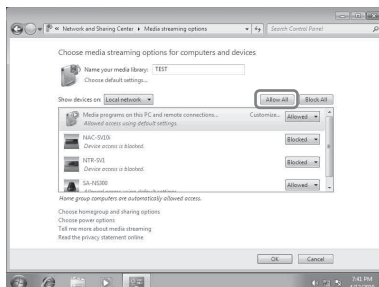 « Network and Sharing Center ▸ Media streaming options
Search Control Panel
Choose media streaming options for computers and devices
Name your media library: TEST
Choose default settings...
Show devices on: Local network
Allow All
Block All
Media programs on this PC and remote connections...
Customize...
Allowed
Allowed access using default settings.
NAC-SV10i
Device access is blocked.
Blocked
NTR-SV1
Device access is blocked.
Blocked
SA-NS300
Allowed
Allowed access using default settings.
Home group computers are automatically allowed access.
Choose homegroup and sharing options
Choose power options
Tell me more about media streaming
Read the privacy statement online
OK
Cancel
7:41 PM